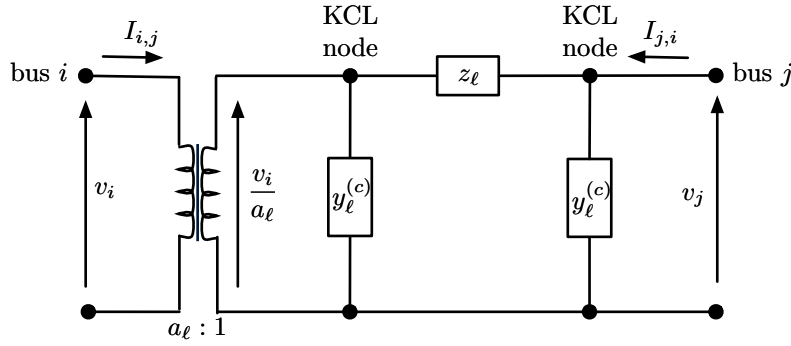 KCL
node
KCL
node
I_{i,j}
I_{j,i}
bus i
z_ℓ
bus j
v_i
v_i
a_ℓ
y_ℓ^{(c)}
y_ℓ^{(c)}
v_j
a_ℓ : 1